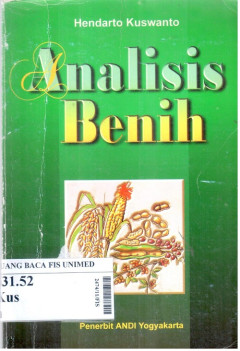 Hendarto Kuswanto
Analisis
Benih
ANG BACA FIS UNIMED
31.52
Kus
Penerbit ANDI Yogyakarta